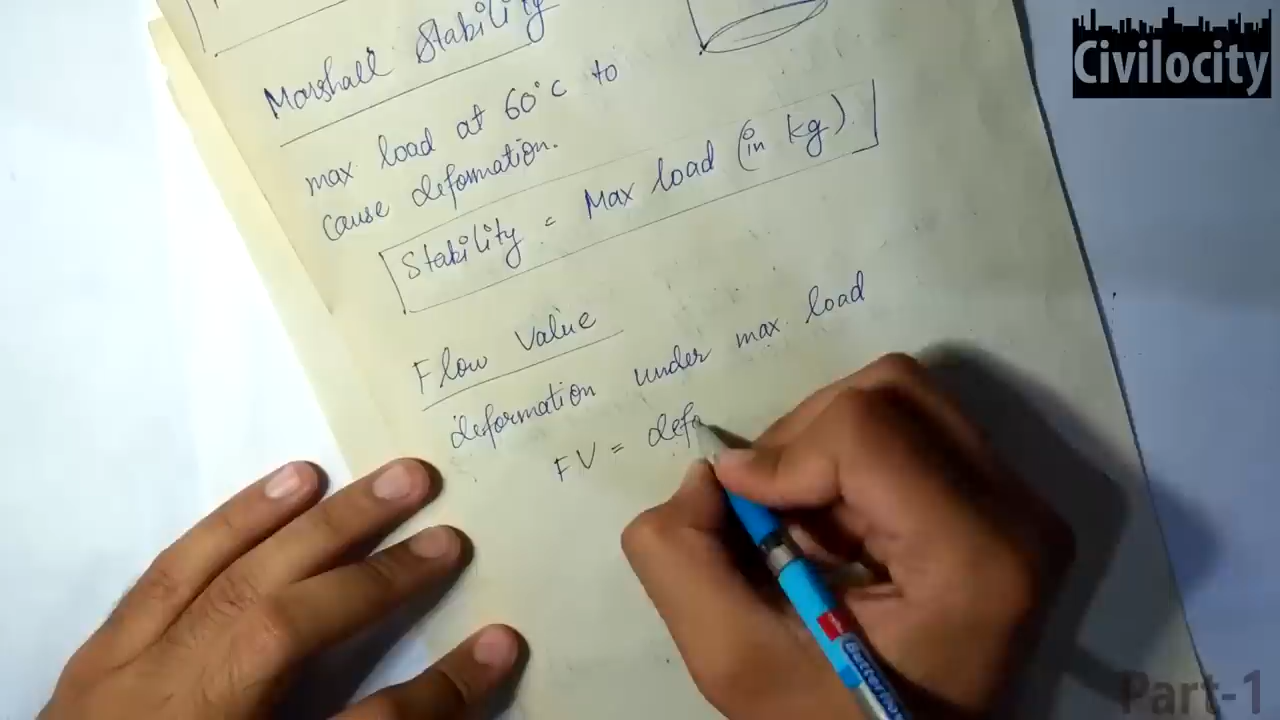 Civilocity
Marshall Stability
max load at 60°C to
cause deformation.
Stability = Max load (in kg)
Flow Value
deformation under max load
FV = defo
Part-1